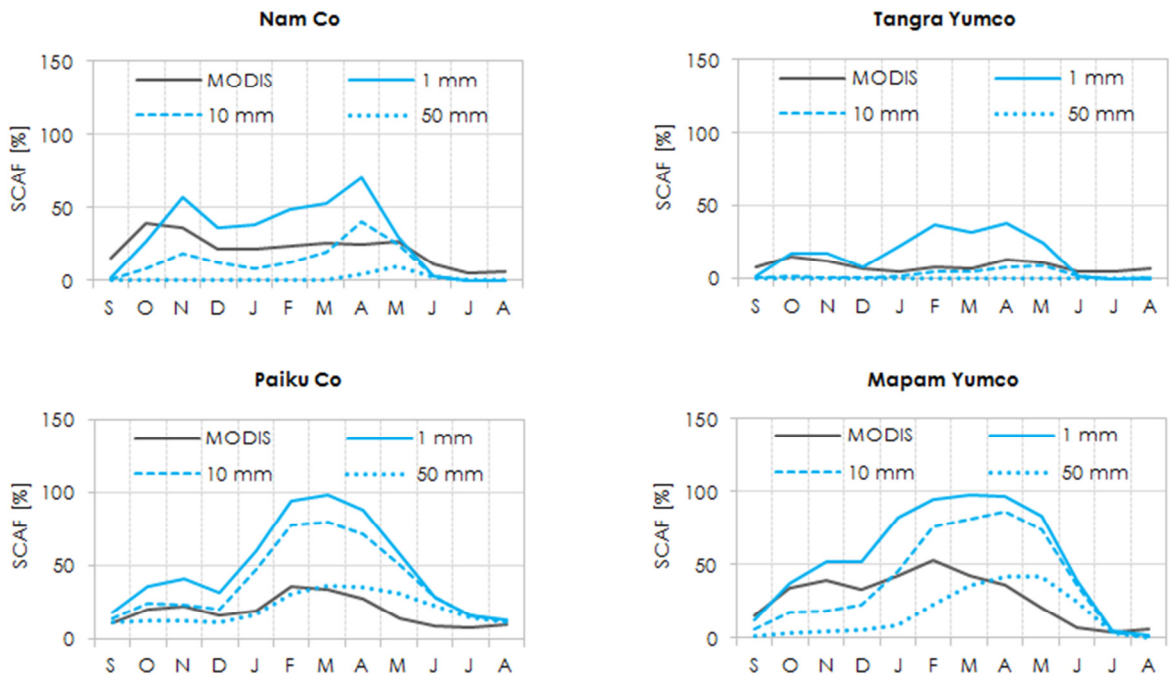 Nam Co
SCAF [%]
150
100
50
0
MODIS
1 mm
10 mm
50 mm
S O N D J F M A M J J A
Tangra Yumco
SCAF [%]
150
100
50
0
MODIS
1 mm
10 mm
50 mm
S O N D J F M A M J J A
Paiku Co
SCAF [%]
150
100
50
0
MODIS
1 mm
10 mm
50 mm
S O N D J F M A M J J A
Mapam Yumco
SCAF [%]
150
100
50
0
MODIS
1 mm
10 mm
50 mm
S O N D J F M A M J J A